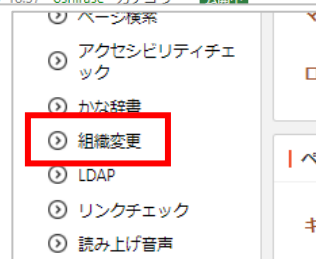 ページ検索
アクセシビリティチェ
ック
かな辞書
組織変更
LDAP
リンクチェック
読み上げ音声